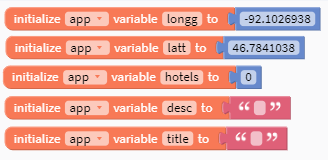 initialize app variable longg to -92.1026938
initialize app variable latt to 46.7841038
initialize app variable hotels to 0
initialize app variable desc to “ ”
initialize app variable title to “ ”